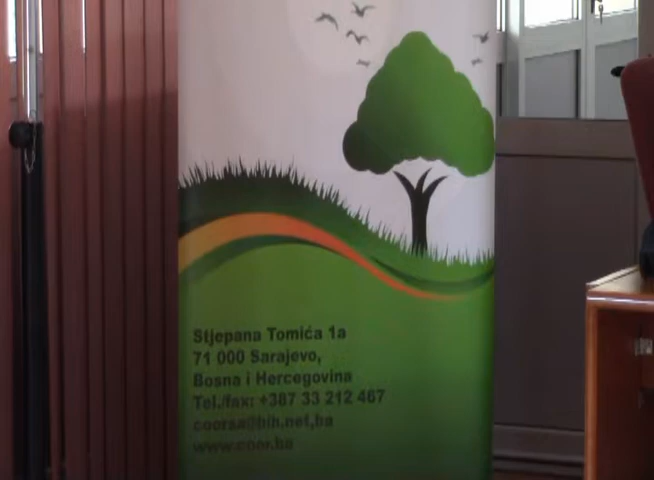 Stjepana Tomića 1a
71 000 Sarajevo,
Bosna i Hercegovina
Tel./fax: +387 33 212 467
coorsa@bih.net.ba
www.coor.ba